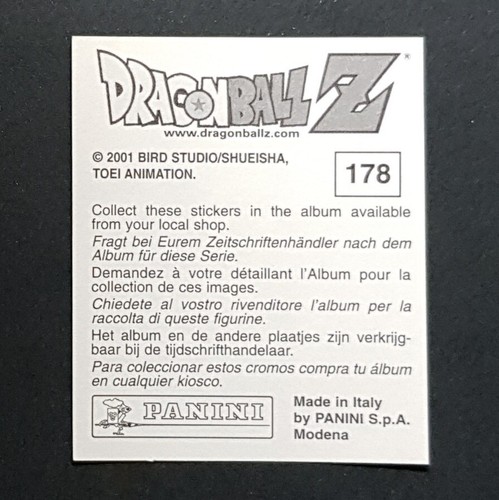 DRAGONBALL Z
www.dragonballz.com
© 2001 BIRD STUDIO/SHUEISHA,
TOEI ANIMATION.
178
Collect these stickers in the album available
from your local shop.
Fragt bei Eurem Zeitschriftenhändler nach dem
Album für diese Serie.
Demandez à votre détaillant l'Album pour la
collection de ces images.
Chiedete al vostro rivenditore l'album per la
raccolta di queste figurine.
Het album en de andere plaatjes zijn verkrijg-
baar bij de tijdschrifthandelaar.
Para coleccionar estos cromos compra tu álbum
en cualquier kiosco.
PANINI
Made in Italy
by PANINI S.p.A.
Modena